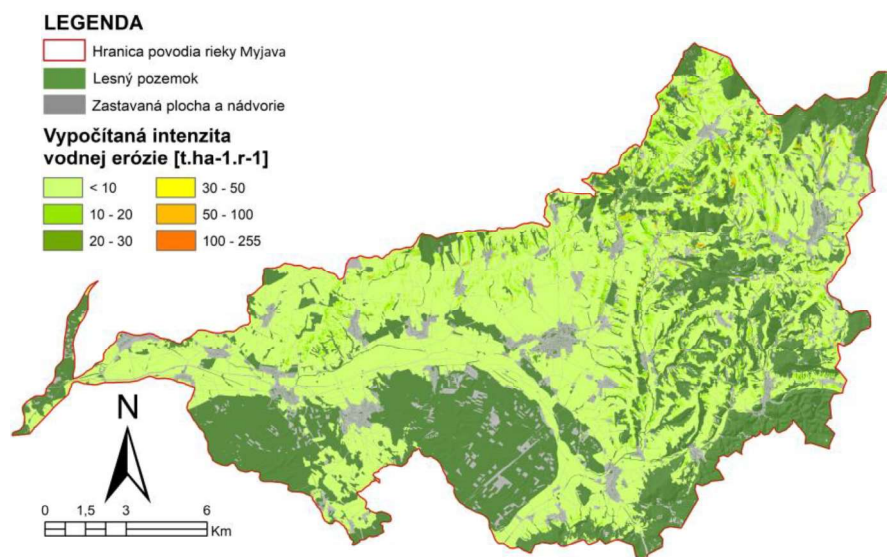 LEGENDA
Hranica povodia rieky Myjava
Lesný pozemok
Zastavaná plocha a nádvorie
Vypočítaná intenzita
vodnej erózie [t.ha-1.r-1]
< 10
30 - 50
10 - 20
50 - 100
20 - 30
100 - 255
N
0 1,5 3 6
Km